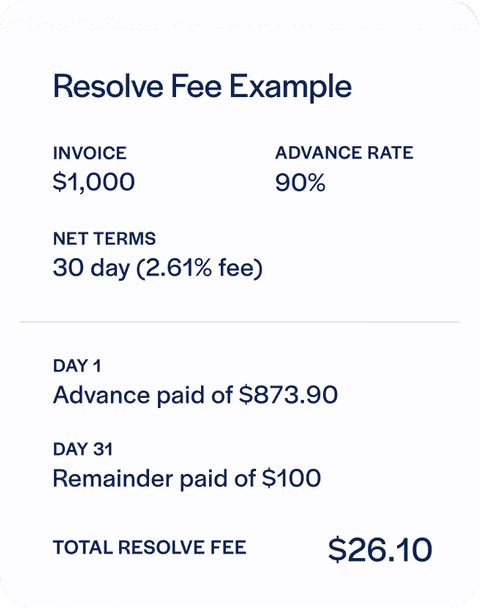 Resolve Fee Example
INVOICE
$1,000
ADVANCE RATE
90%
NET TERMS
30 day (2.61% fee)
DAY 1
Advance paid of $873.90
DAY 31
Remainder paid of $100
TOTAL RESOLVE FEE
$26.10